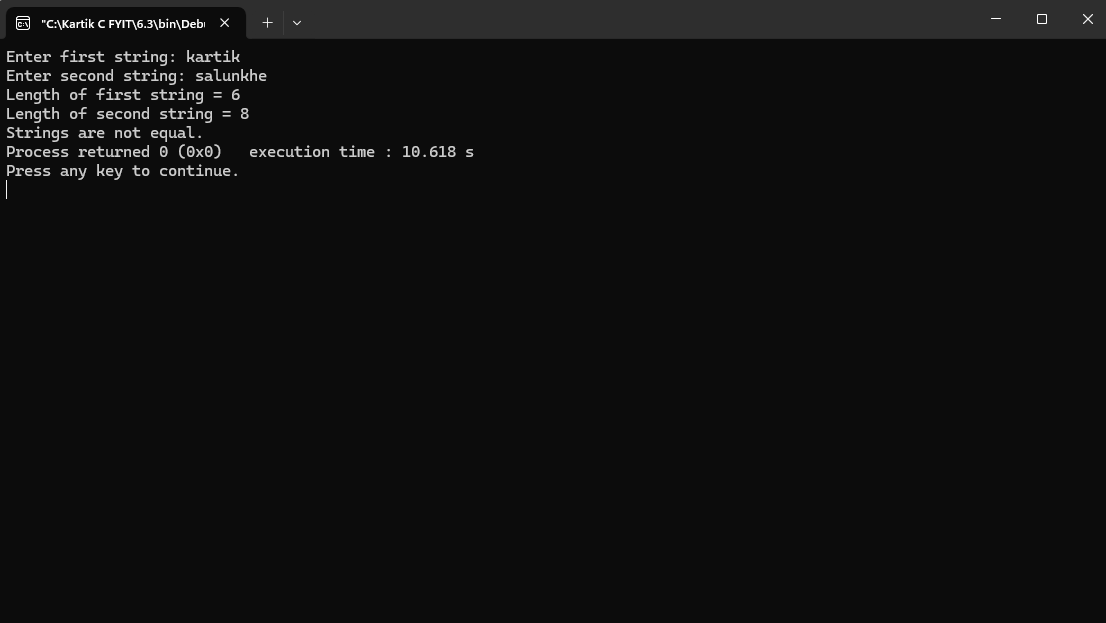 "C:\Kartik C FYIT\6.3\bin\Debu
Enter first string: kartik
Enter second string: salunkhe
Length of first string = 6
Length of second string = 8
Strings are not equal.
Process returned 0 (0x0)   execution time : 10.618 s
Press any key to continue.